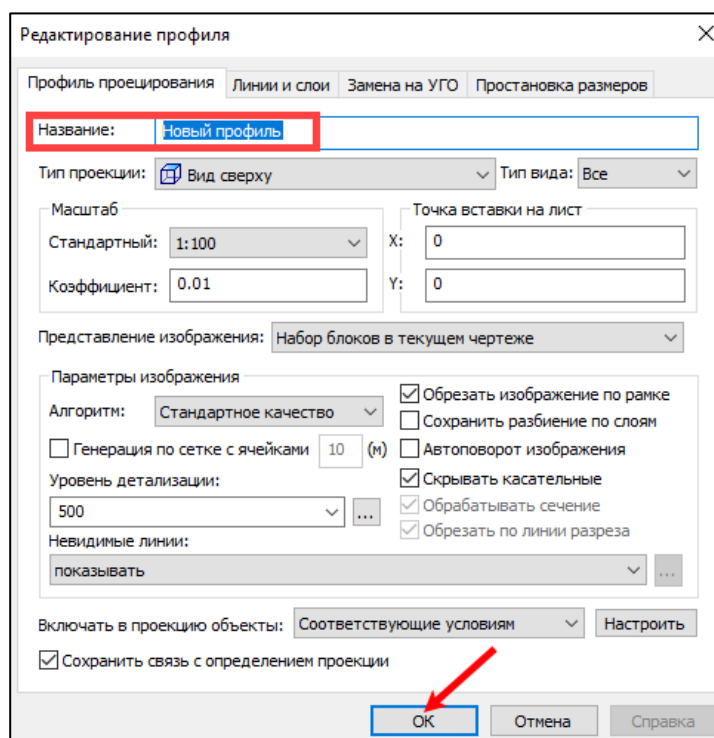 Редактирование профиля
Профиль проецирования Линии и слои Замена на УГО Простановка размеров
Название: Новый профиль
Тип проекции: Вид сверху Тип вида: Все
Масштаб Точка вставки на лист
Стандартный: 1:100 X: 0
Коэффициент: 0.01 Y: 0
Представление изображения: Набор блоков в текущем чертеже
Параметры изображения
Обрезать изображение по рамке
Алгоритм: Стандартное качество
Сохранить разбиение по слоям
Генерация по сетке с ячейками 10 (м) Автоповорот изображения
Уровень детализации: Скрывать касательные
500 ... Обрабатывать сечение
Обрезать по линии разреза
Невидимые линии:
показывать ...
Включать в проекцию объекты: Соответствующие условиям Настроить
Сохранить связь с определением проекции
ОК Отмена Справка